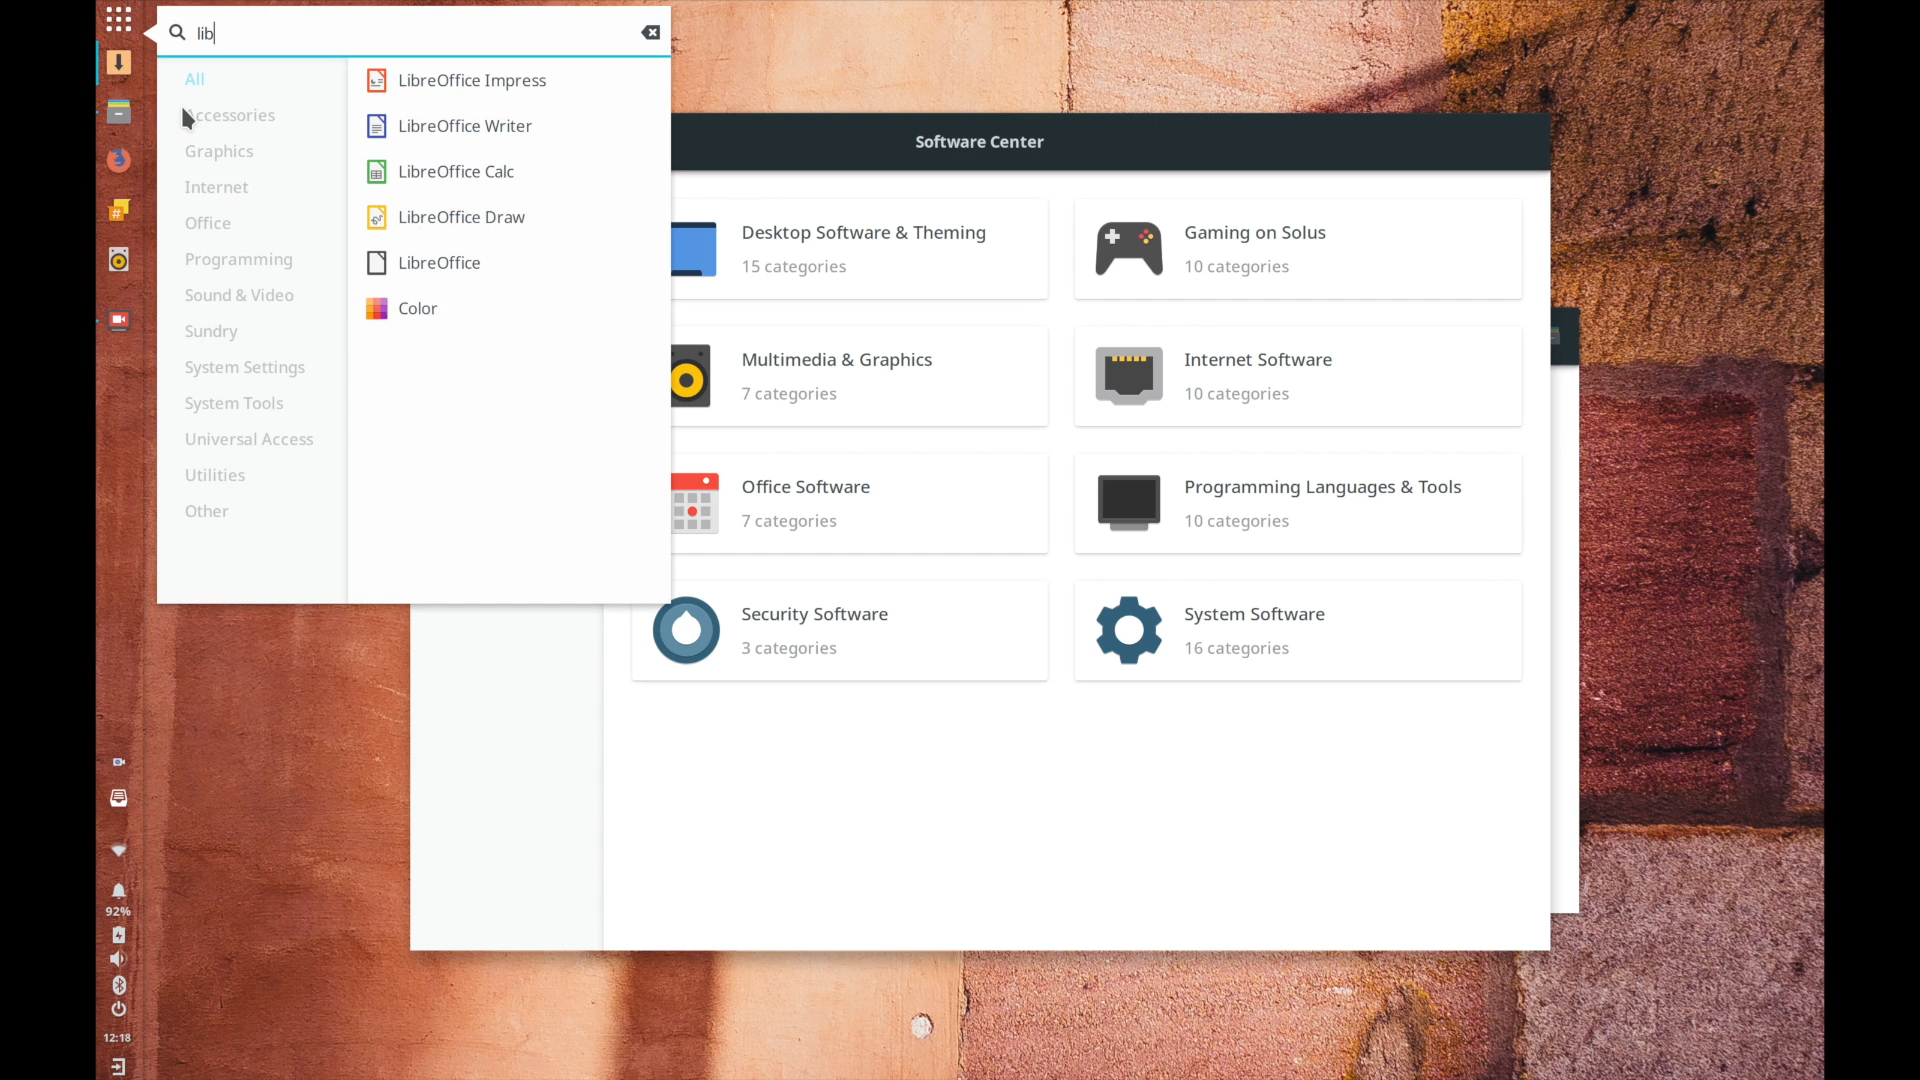 lib
All
Accessories
Graphics
Internet
Office
Programming
Sound & Video
Sundry
System Settings
System Tools
Universal Access
Utilities
Other
LibreOffice Impress
LibreOffice Writer
LibreOffice Calc
LibreOffice Draw
LibreOffice
Color
Software Center
Desktop Software & Theming
15 categories
Gaming on Solus
10 categories
Multimedia & Graphics
7 categories
Internet Software
10 categories
Office Software
7 categories
Programming Languages & Tools
10 categories
Security Software
3 categories
System Software
16 categories
92%
12:18